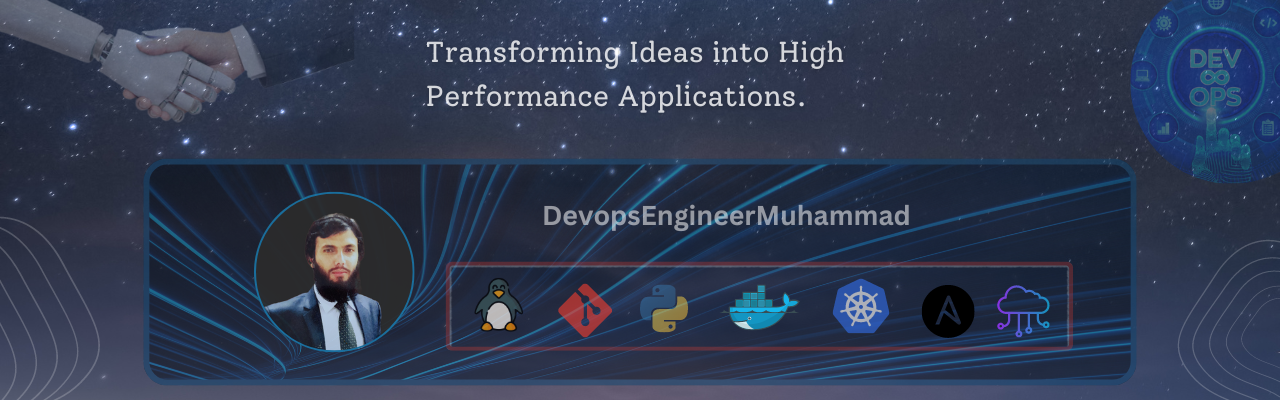 Transforming Ideas into High
Performance Applications.
DEV
OPS
DevopsEngineerMuhammad